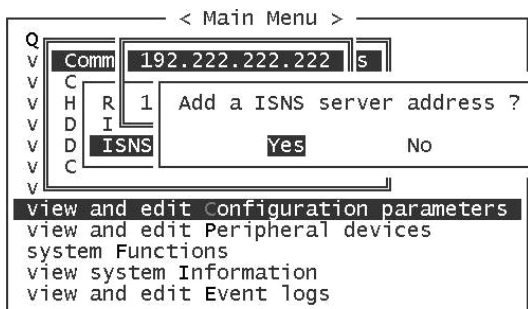 < Main Menu >
Q
v Comm 192.222.222.222 s
v C
v H R 1 Add a ISNS server address ?
v D I
v D ISNS Yes No
v C
v
view and edit Configuration parameters
view and edit Peripheral devices
system Functions
view system Information
view and edit Event logs